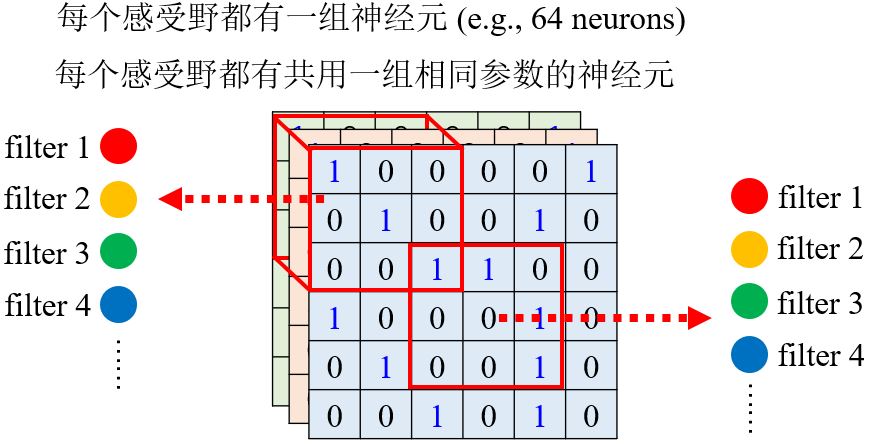 每个感受野都有一组神经元 (e.g., 64 neurons)
每个感受野都有共用一组相同参数的神经元
filter 1
filter 2
filter 3
filter 4
1 0 0 0 0 1
0 1 0 0 1 0
0 0 1 1 0 0
1 0 0 0 1 0
0 1 0 0 1 0
0 0 1 0 1 0
filter 1
filter 2
filter 3
filter 4